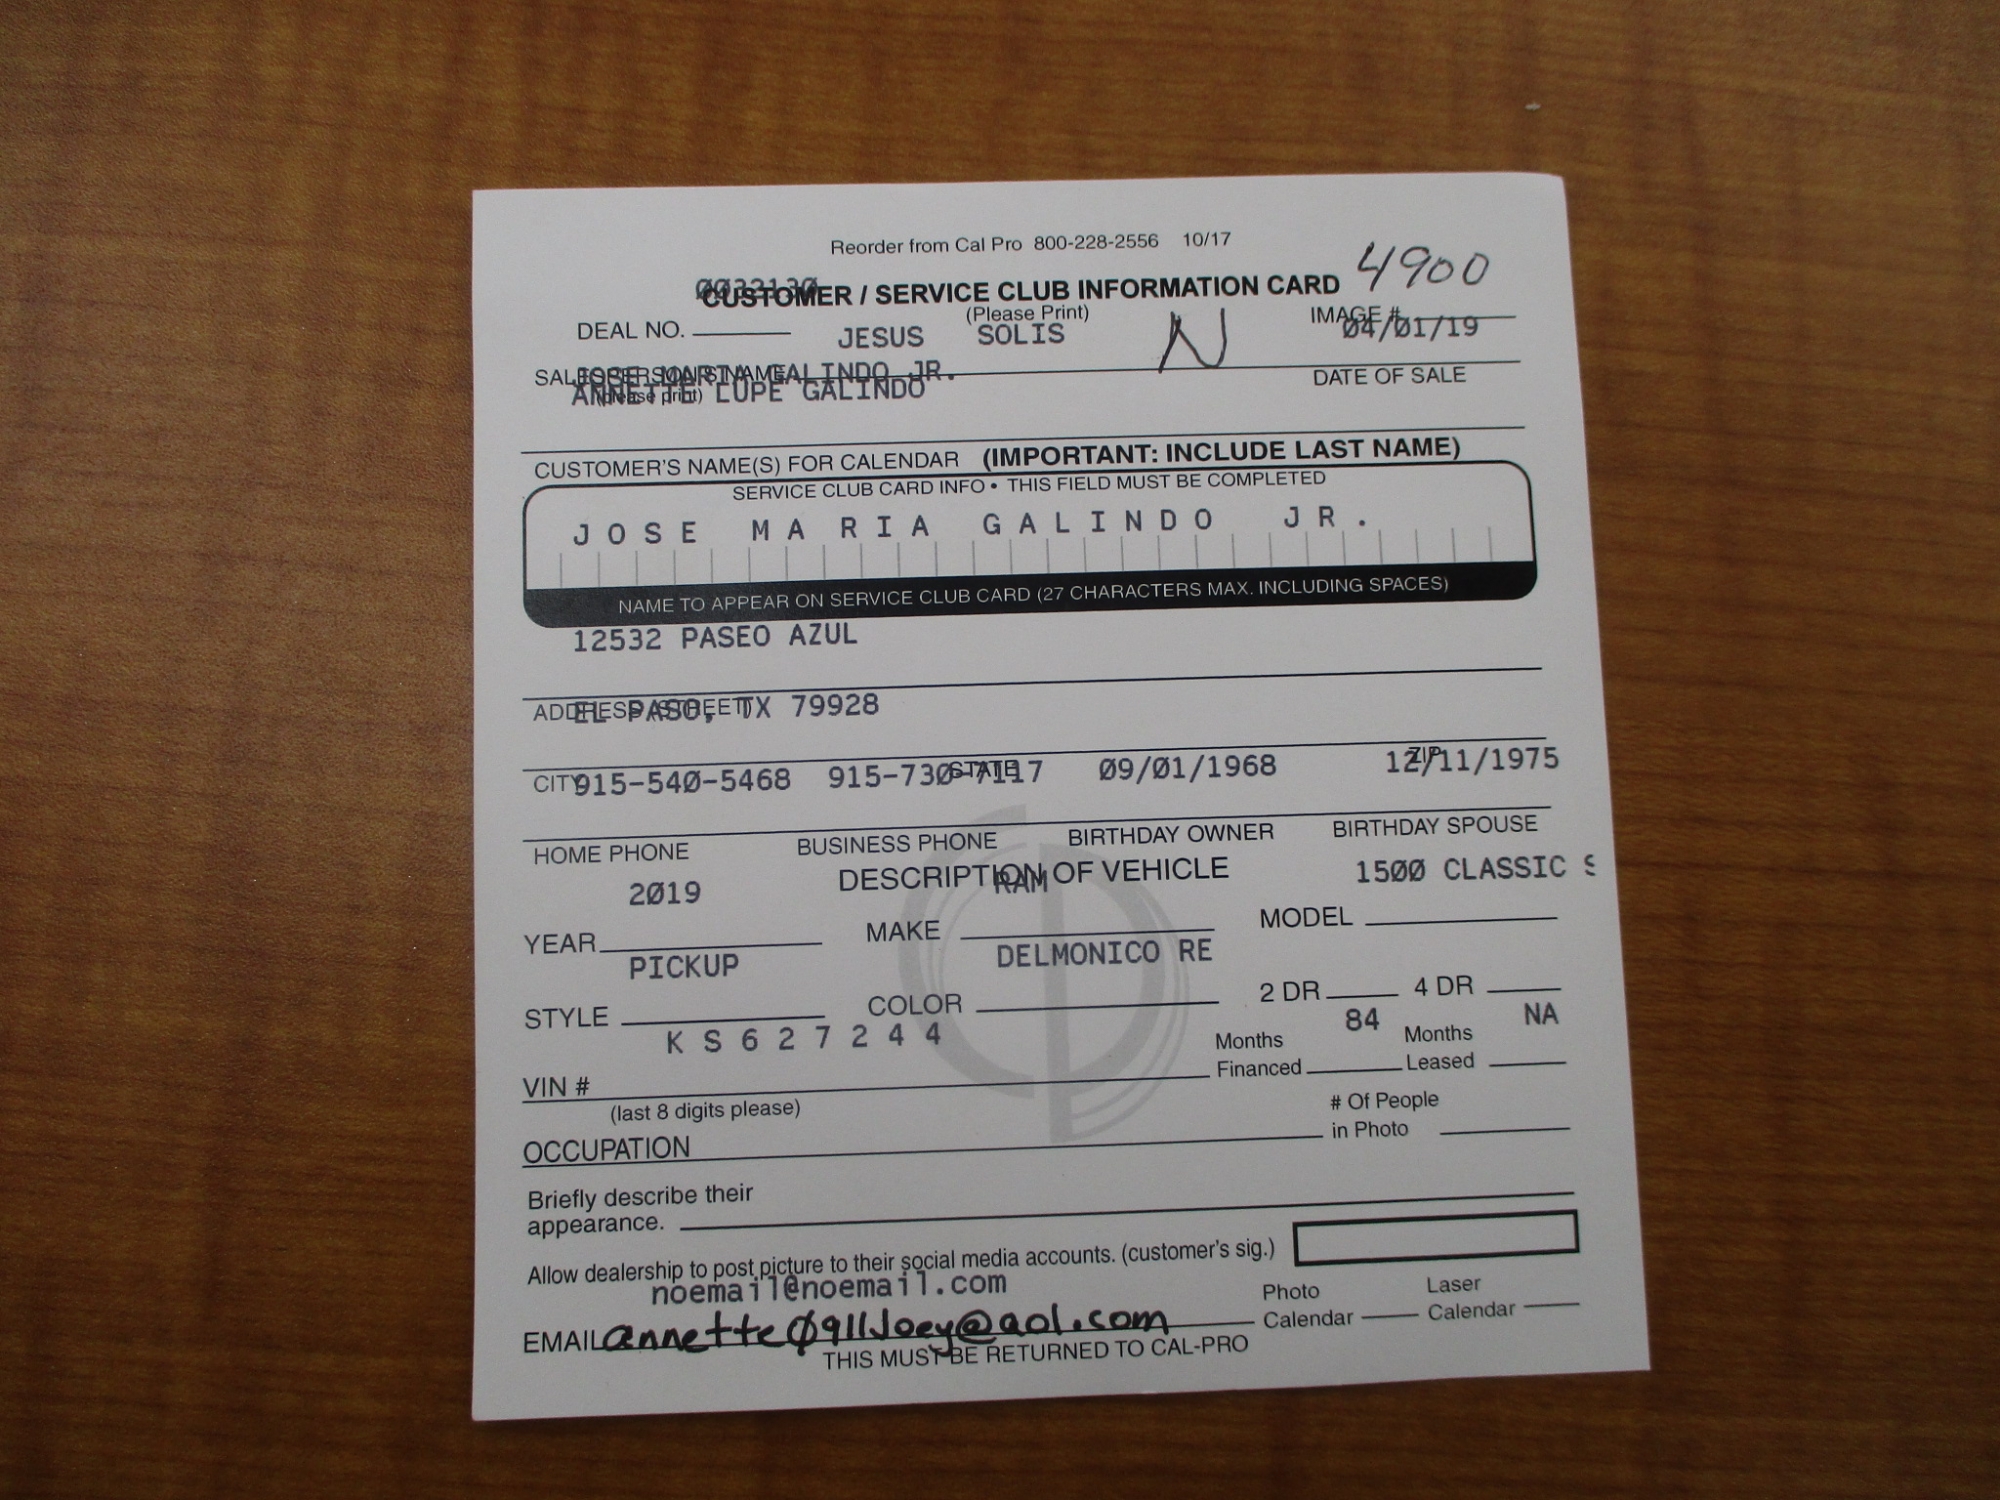 Reorder from Cal Pro 800-228-2556 10/17
4900
CUSTOMER / SERVICE CLUB INFORMATION CARD
(Please Print)
DEAL NO. IMAGE #
JESUS SOLIS N 04/01/19
SALESPERSON'S NAME DATE OF SALE
(please print)
JOSE MARIA GALINDO JR.
ANNETTE LUPE GALINDO
CUSTOMER'S NAME(S) FOR CALENDAR (IMPORTANT: INCLUDE LAST NAME)
SERVICE CLUB CARD INFO • THIS FIELD MUST BE COMPLETED
JOSE MARIA GALINDO JR.
NAME TO APPEAR ON SERVICE CLUB CARD (27 CHARACTERS MAX. INCLUDING SPACES)
12532 PASEO AZUL
ADDRESS (STREET)
EL PASO, TX 79928
CITY STATE ZIP
915-540-5468 915-730-7117 09/01/1968 12/11/1975
HOME PHONE BUSINESS PHONE BIRTHDAY OWNER BIRTHDAY SPOUSE
DESCRIPTION OF VEHICLE
2019 RAM 1500 CLASSIC S
YEAR MAKE MODEL
PICKUP DELMONICO RE
STYLE COLOR 2 DR 4 DR
KS627244 84 NA
VIN # Months Financed Months Leased
(last 8 digits please)
OCCUPATION # Of People in Photo
Briefly describe their
appearance.
Allow dealership to post picture to their social media accounts. (customer's sig.)
noemail@noemail.com
EMAIL annette0911Joey@aol.com Photo Calendar Laser Calendar
THIS MUST BE RETURNED TO CAL-PRO